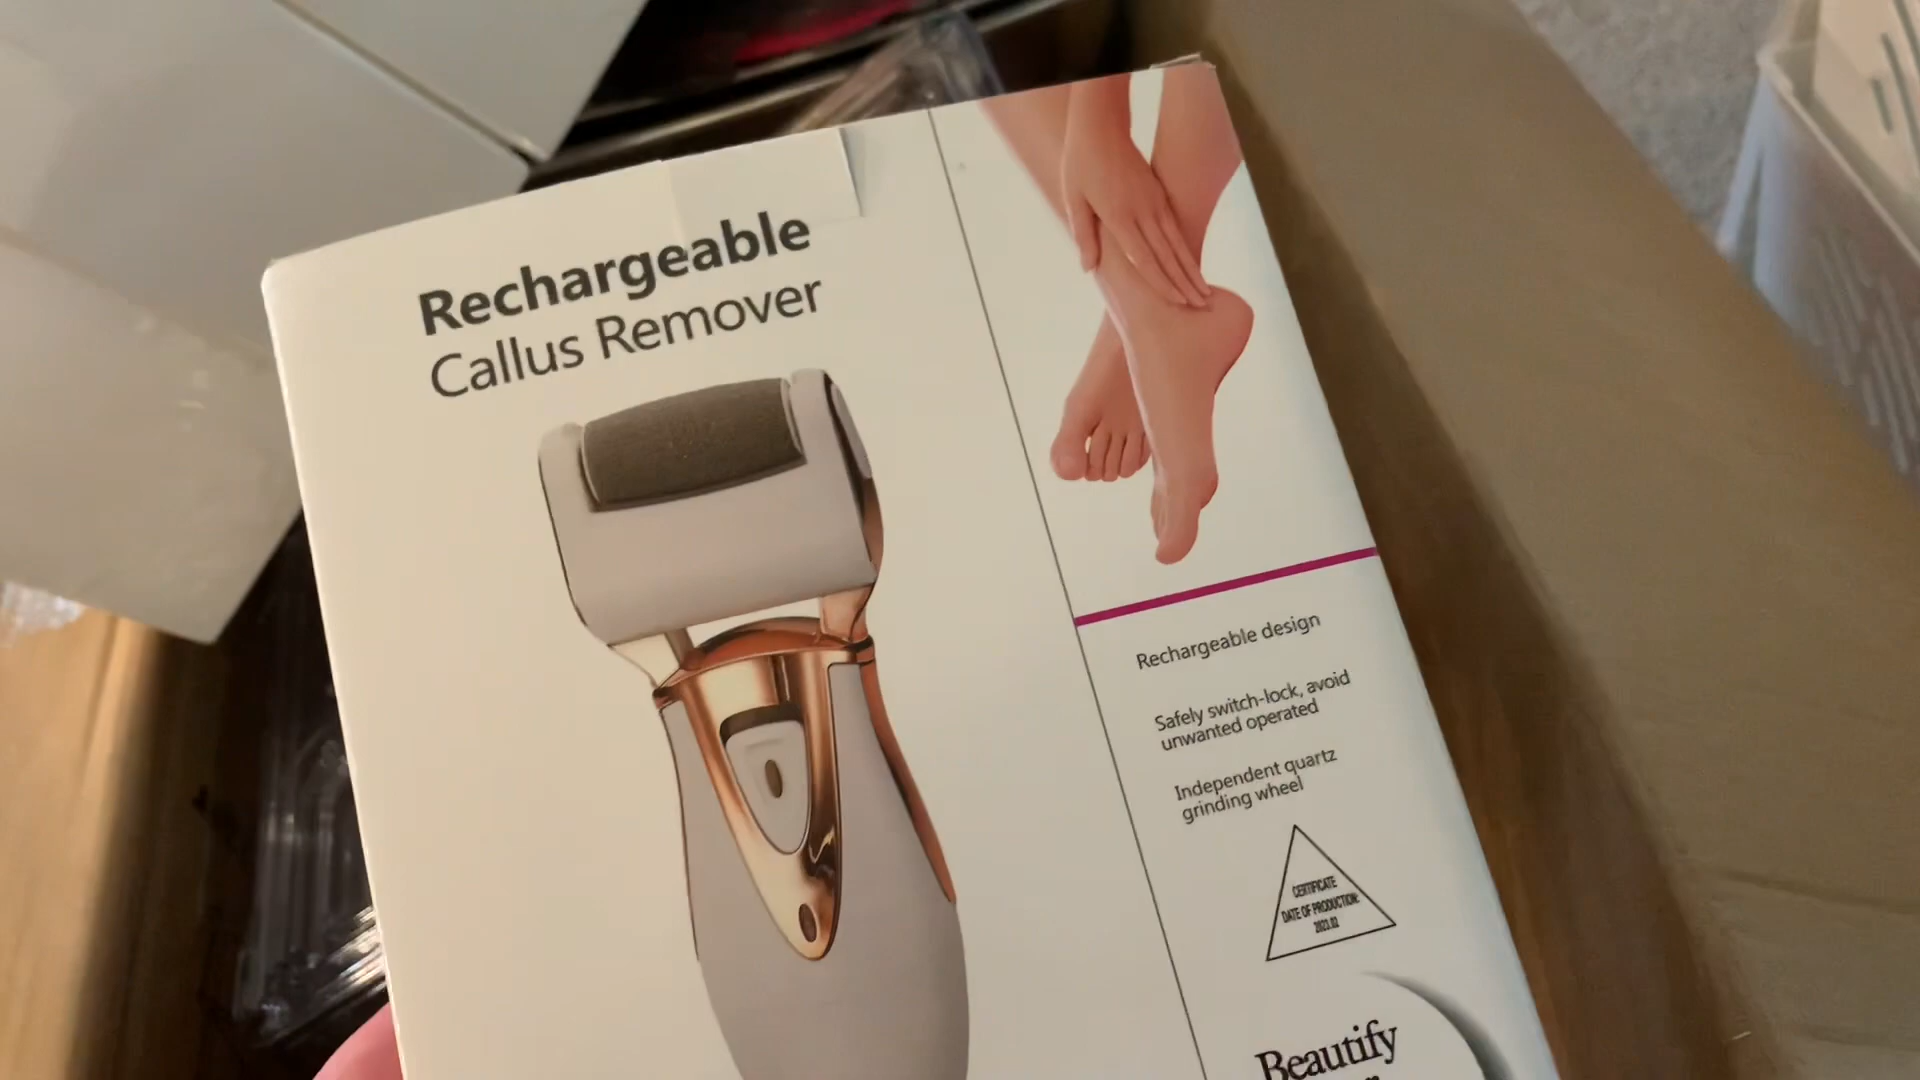 Rechargeable
Callus Remover
Rechargeable design
Safely switch-lock, avoid
unwanted operated
Independent quartz
grinding wheel
CERTIFICATE
DATE OF PRODUCTION:
2023.02
Beautify